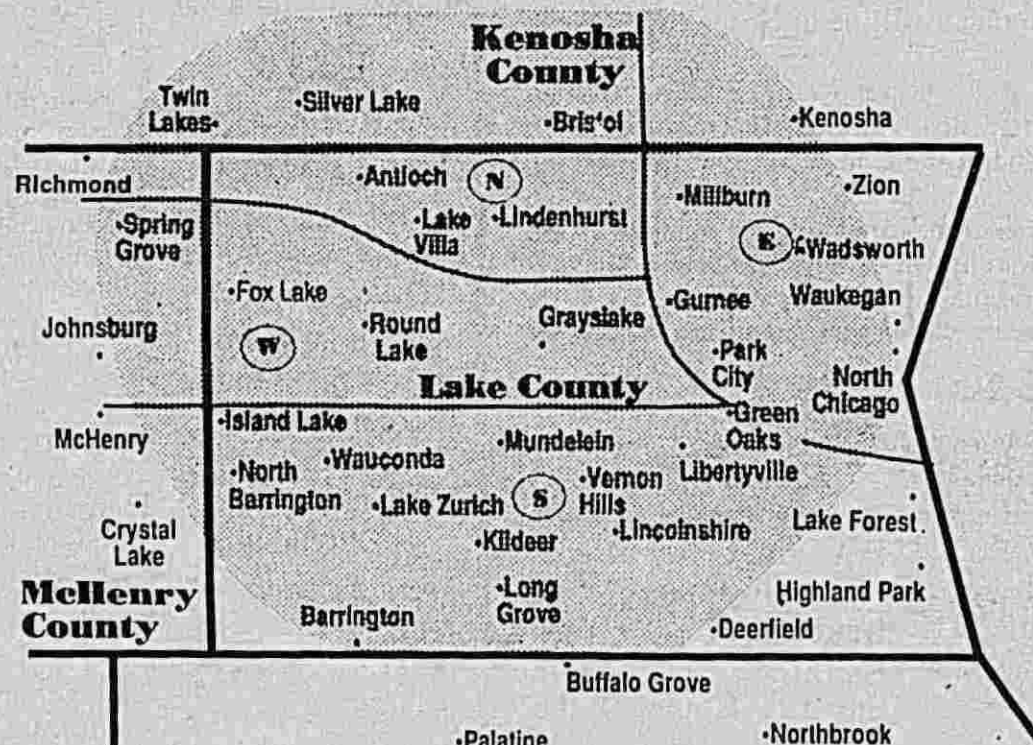 Kenosha
County
Twin
Lakes
Silver Lake
Bristol
Kenosha
Richmond
Antioch
N
Millburn
Zion
Spring
Grove
Lake
Villa
Lindenhurst
E
Wadsworth
Fox Lake
Gurnee
Waukegan
Johnsburg
W
Round
Lake
Grayslake
Park
City
North
Chicago
Lake County
McHenry
Island Lake
Mundelein
Green
Oaks
North
Barrington
Wauconda
Vernon
Hills
Libertyville
Lake Zurich
S
Crystal
Lake
Kildeer
Lincolnshire
Lake Forest
McHenry
County
Long
Grove
Highland Park
Barrington
Deerfield
Buffalo Grove
Palatine
Northbrook